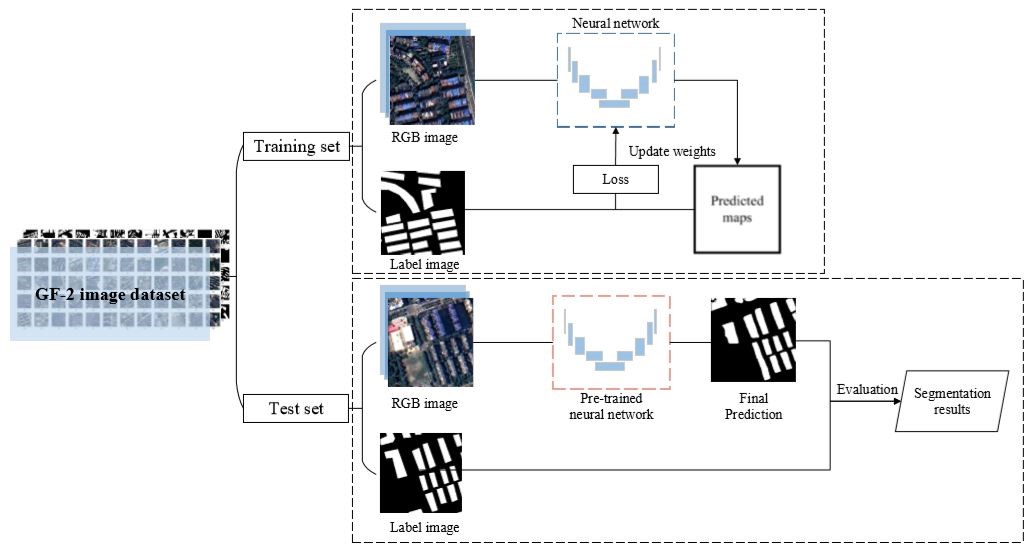 Neural network
RGB image
Training set
Update weights
Loss
Predicted
maps
Label image
GF-2 image dataset
RGB image
Pre-trained
neural network
Final
Prediction
Evaluation
Segmentation
results
Test set
Label image